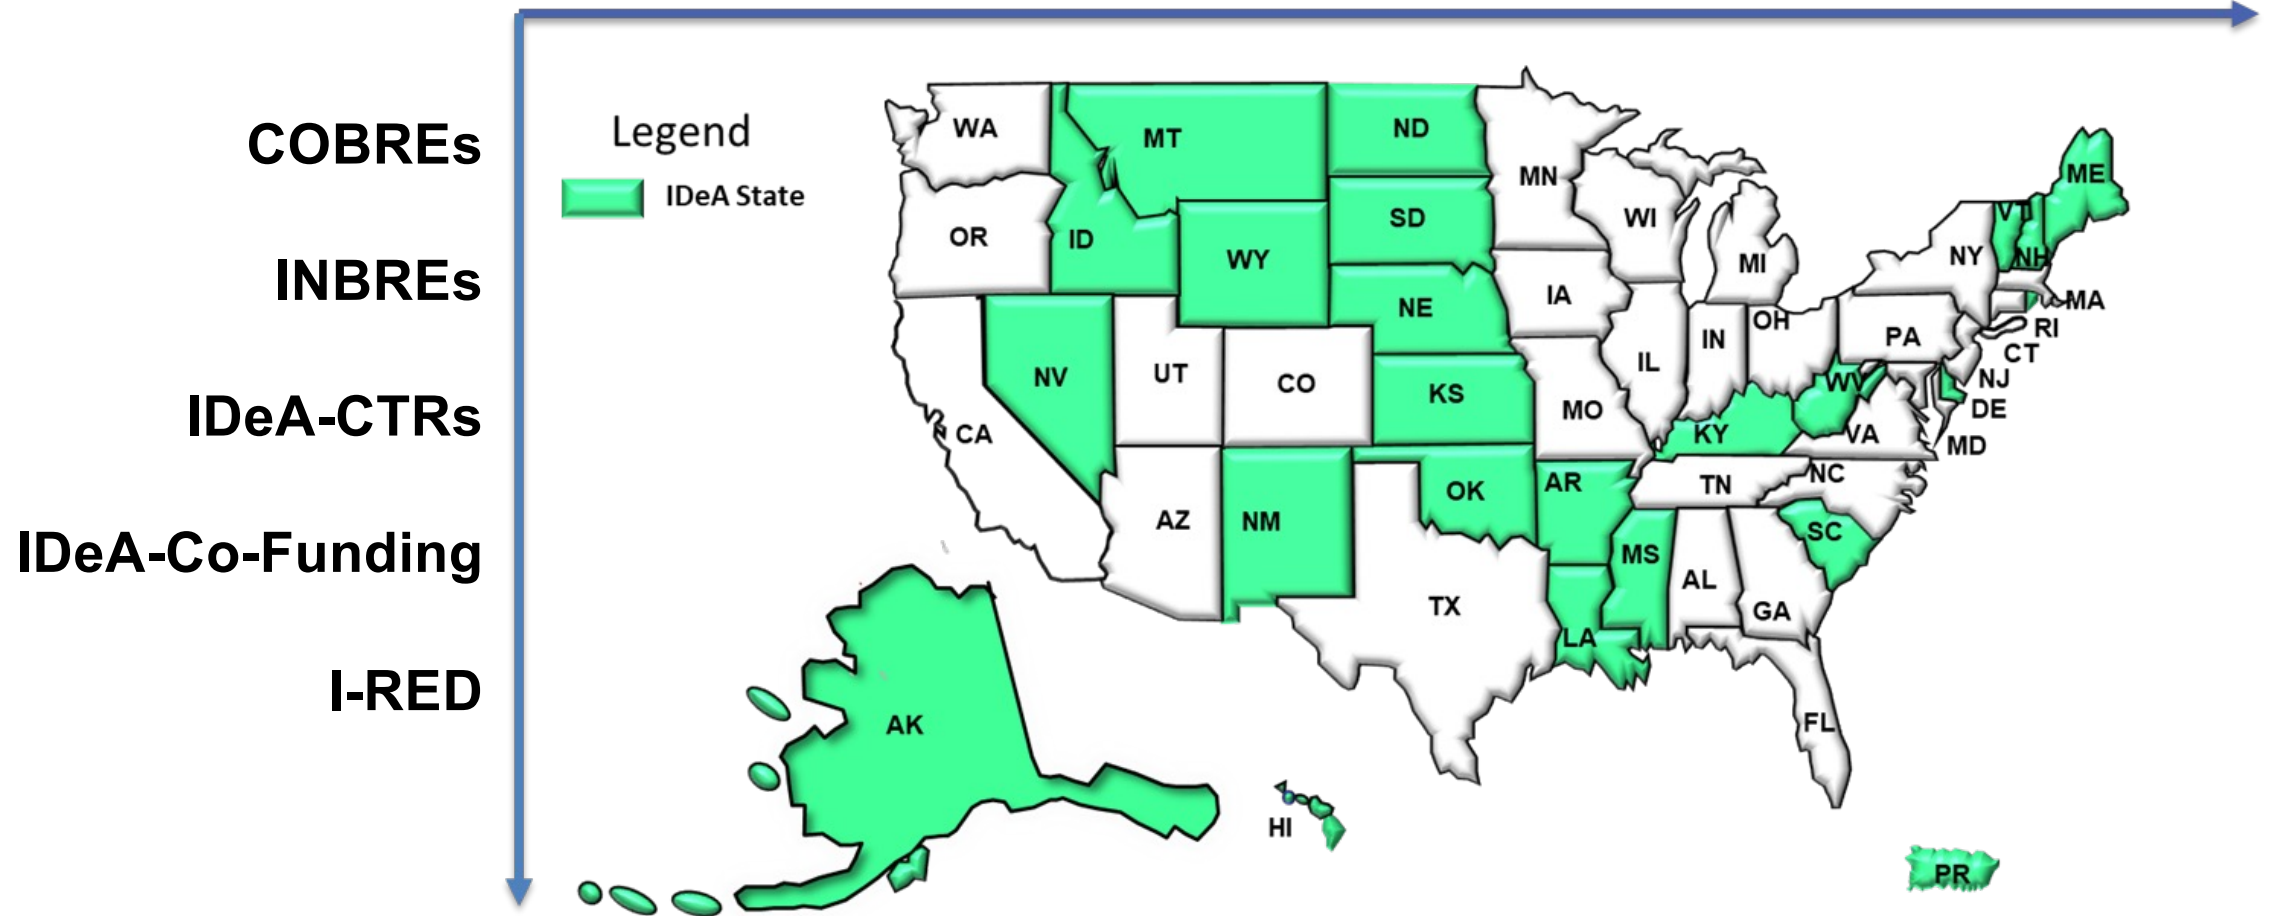 COBREs
INBREs
IDeA-CTRs
IDeA-Co-Funding
I-RED
Legend
IDeA State
WA
MT
ND
MN
ME
OR
ID
SD
WI
VT
WY
MI
NY
NH
NE
IA
MA
NV
UT
CO
IL
IN
OH
PA
RI
CT
KS
MO
WV
NJ
DE
CA
KY
VA
MD
AZ
NM
OK
AR
TN
NC
MS
SC
AL
TX
GA
LA
AK
FL
HI
PR